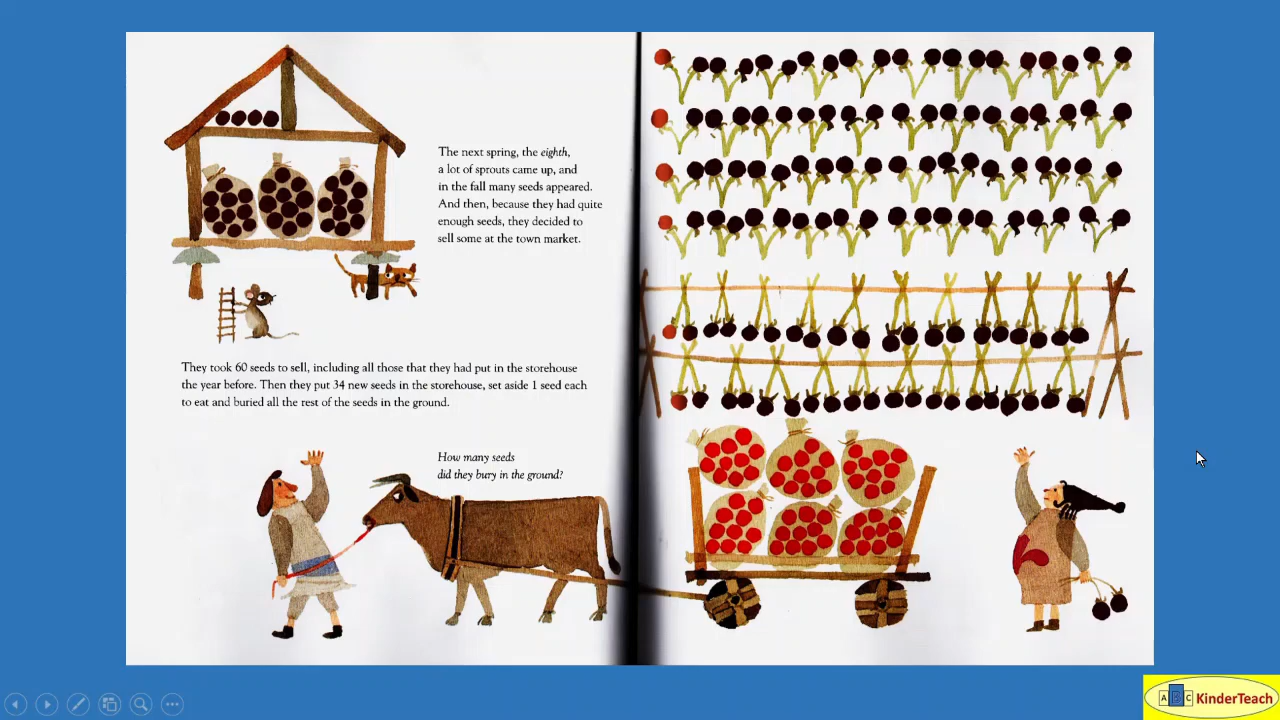 The next spring, the eighth,
a lot of sprouts came up, and
in the fall many seeds appeared.
And then, because they had quite
enough seeds, they decided to
sell some at the town market.
They took 60 seeds to sell, including all those that they had put in the storehouse
the year before. Then they put 34 new seeds in the storehouse, set aside 1 seed each
to eat and buried all the rest of the seeds in the ground.
How many seeds
did they bury in the ground?
ABC KinderTeach